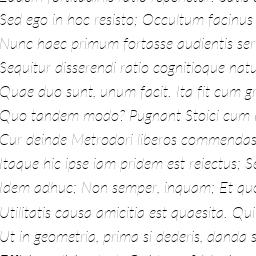 Sed ego in hoc resisto; Occultum facinus
Nunc haec primum fortasse audientis ser
Sequitur disserendi ratio cognitioque natu
Quae duo sunt, unum facit. Ita fit cum gr
Quo tandem modo? Pugnant Stoici cum
Cur deinde Metrodori liberos commendas
Itaque hic ipse iam pridem est reiectus; Se
Idem adhuc; Non semper, inquam; Et qua
Utilitatis causa amicitia est quaesita. Qui
Ut in geometria, prima si dederis, danda s